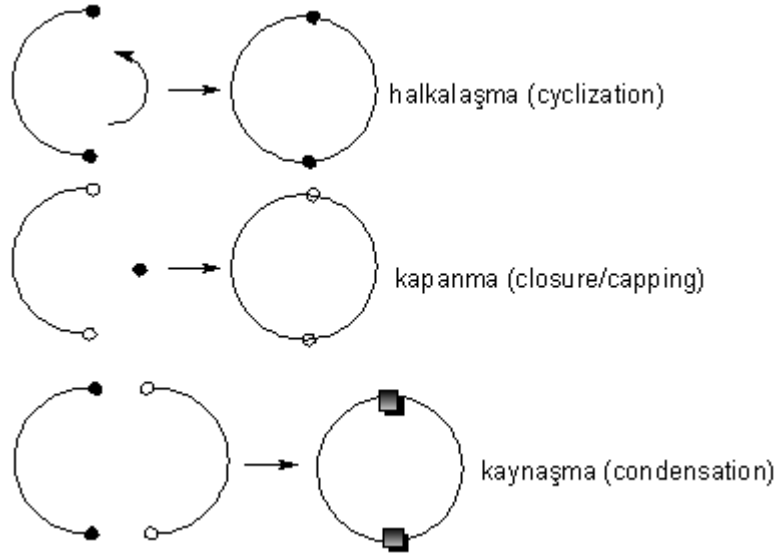 halkalaşma (cyclization)
kapanma (closure/capping)
kaynaşma (condensation)